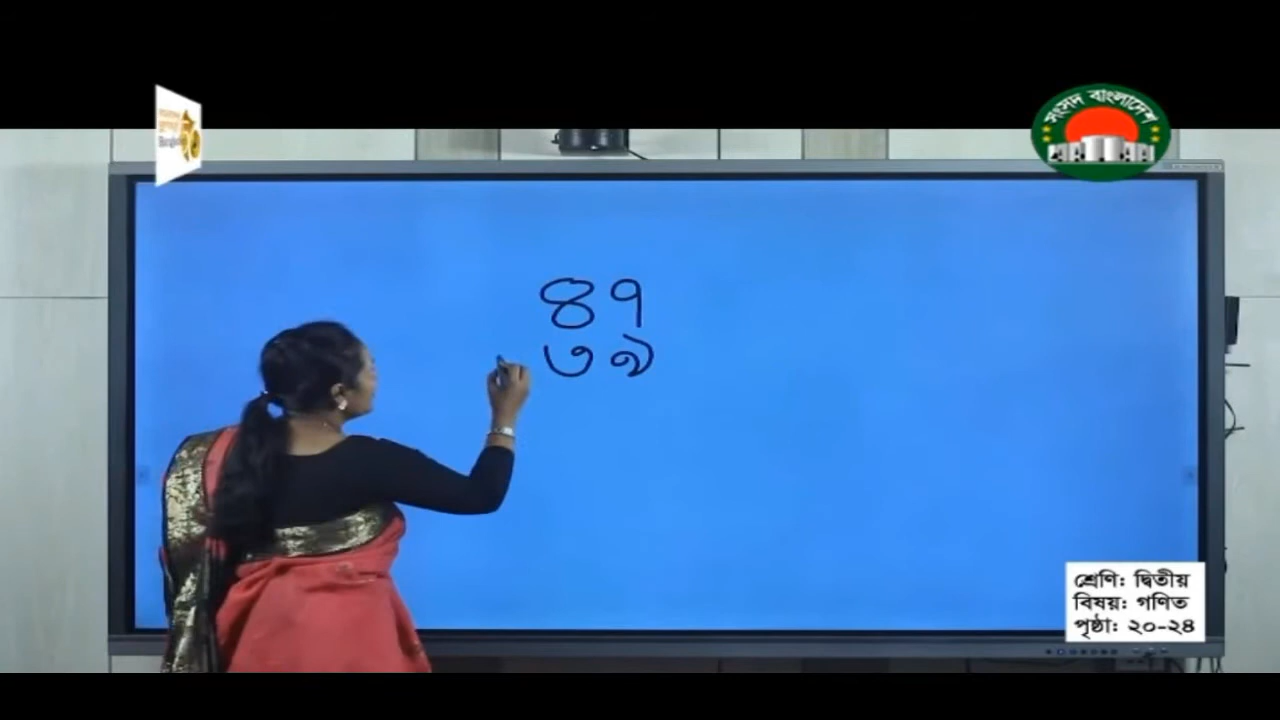 সংসদ বাংলাদেশ
৪৭
৩৯
শ্রেণি: দ্বিতীয়
বিষয়: গণিত
পৃষ্ঠা: ২০-২৪